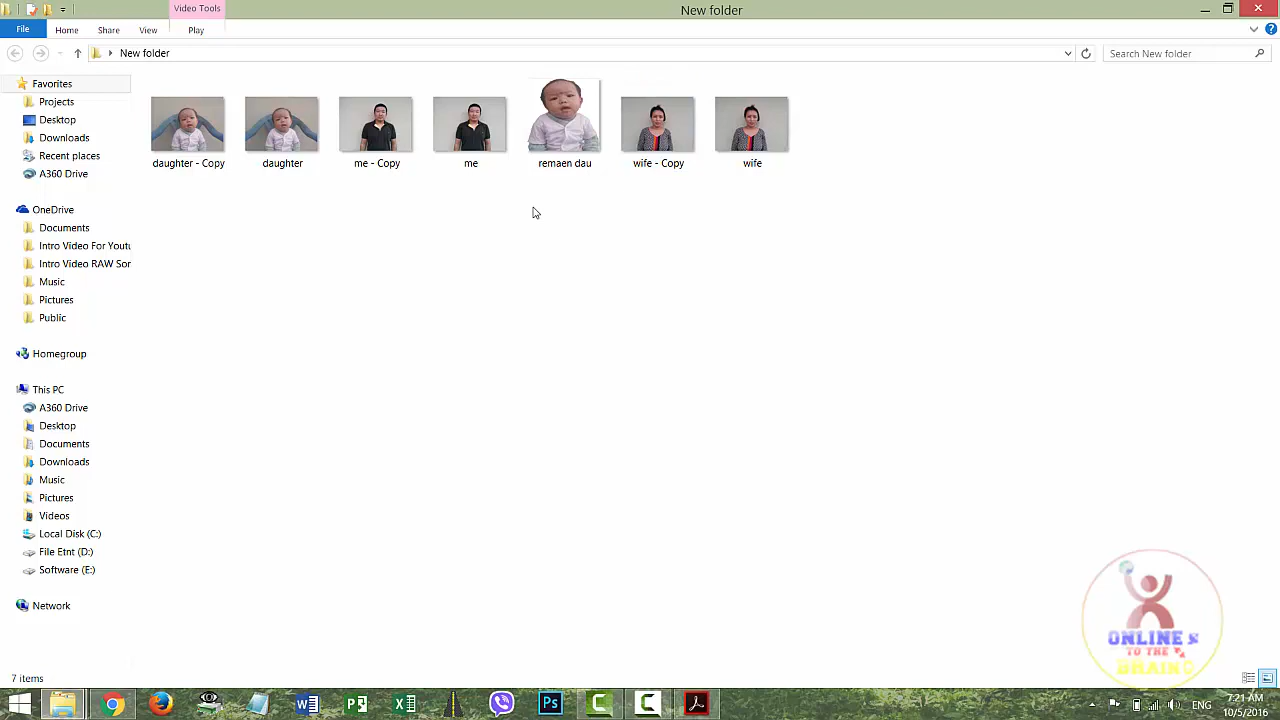 Video Tools
New folder
File
Home
Share
View
Play
New folder
Search New folder
Favorites
Projects
Desktop
Downloads
Recent places
A360 Drive
OneDrive
Documents
Intro Video For Youtu
Intro Video RAW Sor
Music
Pictures
Public
Homegroup
This PC
A360 Drive
Desktop
Documents
Downloads
Music
Pictures
Videos
Local Disk (C:)
File Etnt (D:)
Software (E:)
Network
daughter - Copy
daughter
me - Copy
me
remaen dau
wife - Copy
wife
ONLINE
TO THE
BRAIN
7 items
Ps
ENG
7:21 AM
10/5/2016